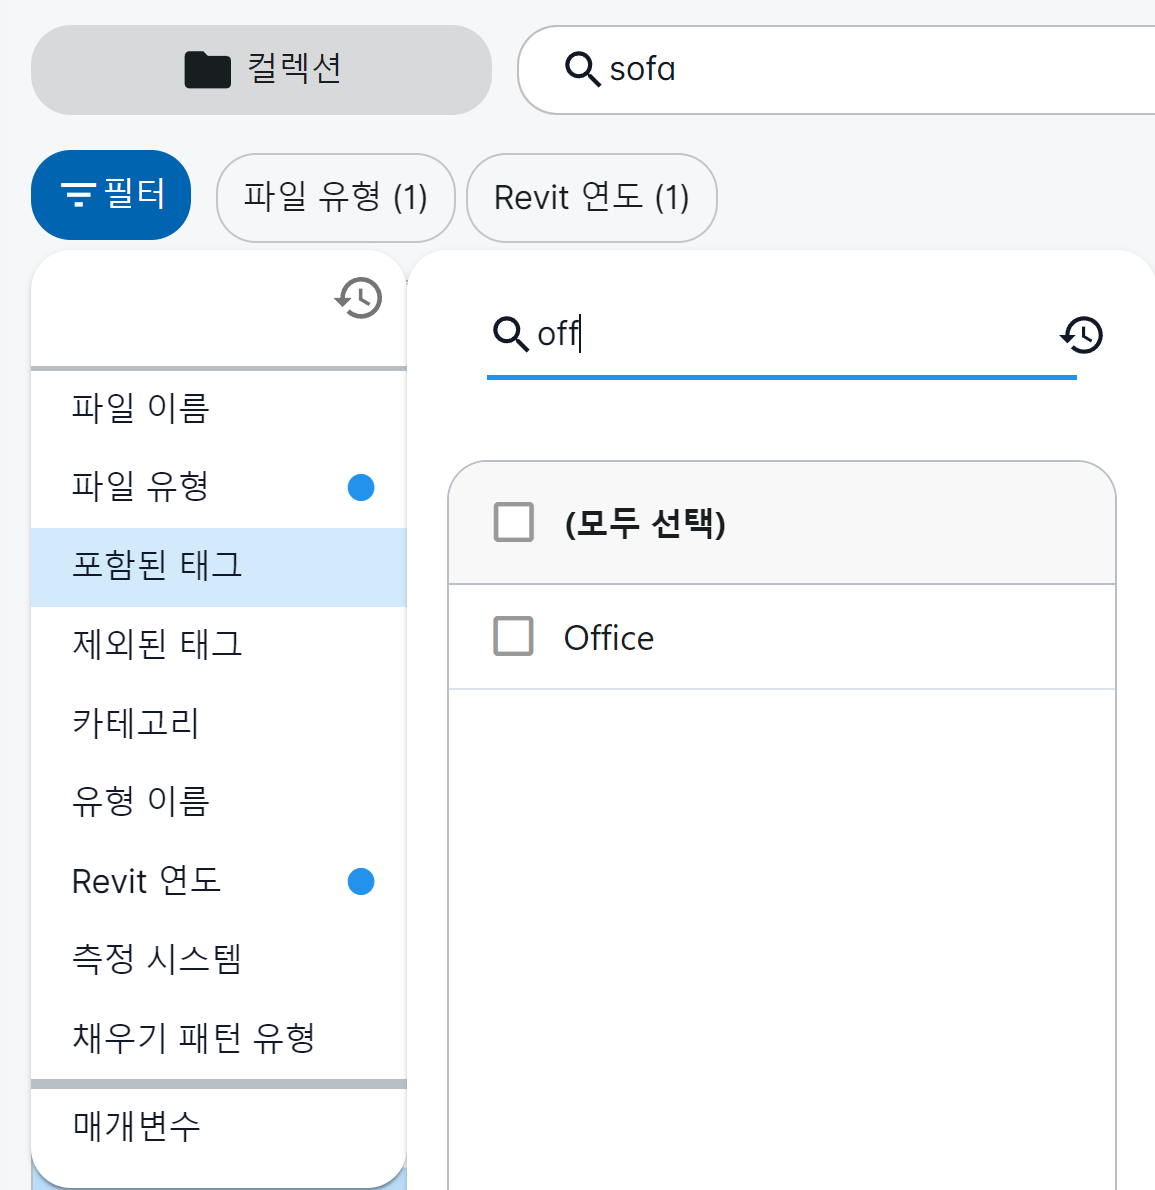 컬렉션
sofa
필터
파일 유형 (1)
Revit 연도 (1)
off
파일 이름
파일 유형
포함된 태그
제외된 태그
카테고리
유형 이름
Revit 연도
측정 시스템
채우기 패턴 유형
매개변수
(모두 선택)
Office